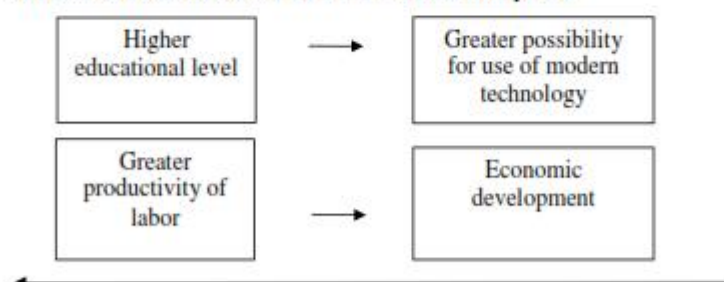 Higher
educational level
Greater possibility
for use of modern
technology
Greater
productivity of
labor
Economic
development